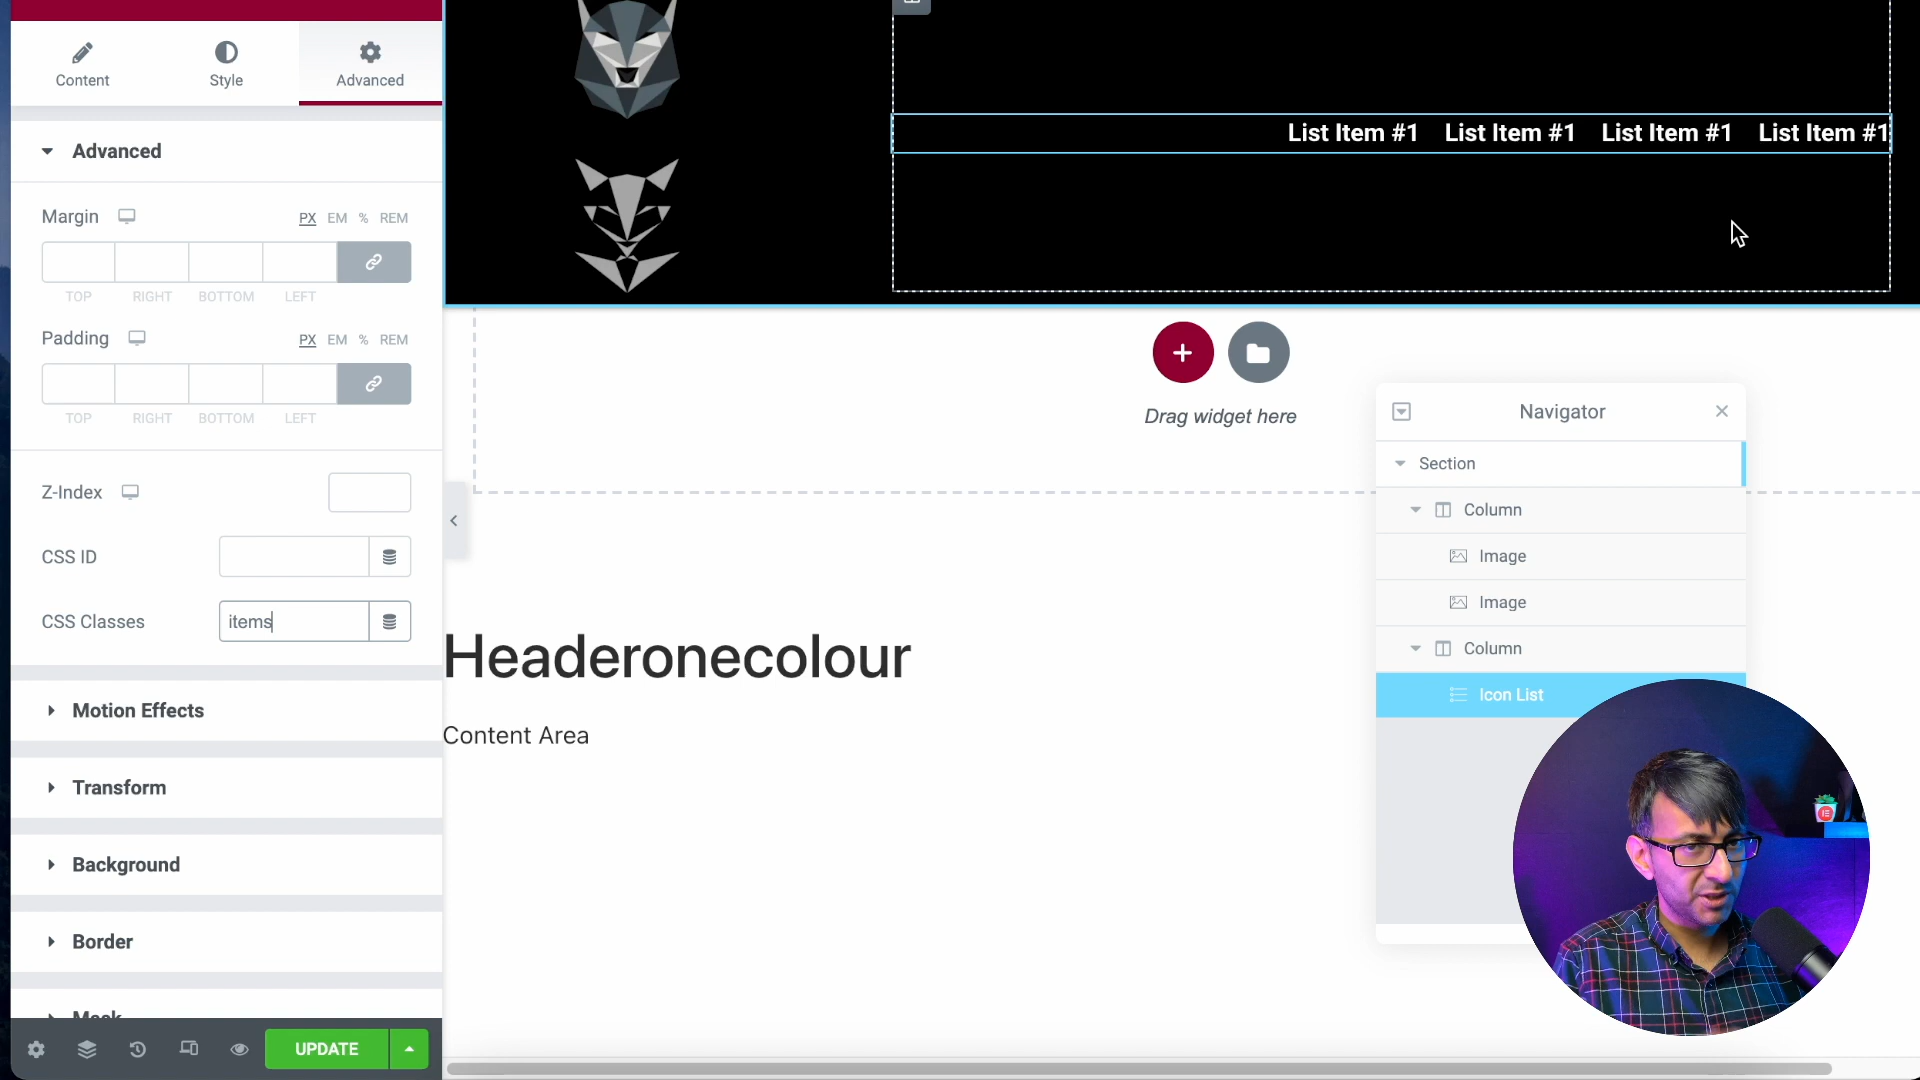 Content
Style
Advanced
Advanced
Margin
PX EM % REM
TOP RIGHT BOTTOM LEFT
Padding
PX EM % REM
TOP RIGHT BOTTOM LEFT
Z-Index
CSS ID
CSS Classes
items
Motion Effects
Transform
Background
Border
Mask
UPDATE
List Item #1 List Item #1 List Item #1 List Item #1
Drag widget here
Headeronecolour
Content Area
Navigator
Section
Column
Image
Image
Column
Icon List